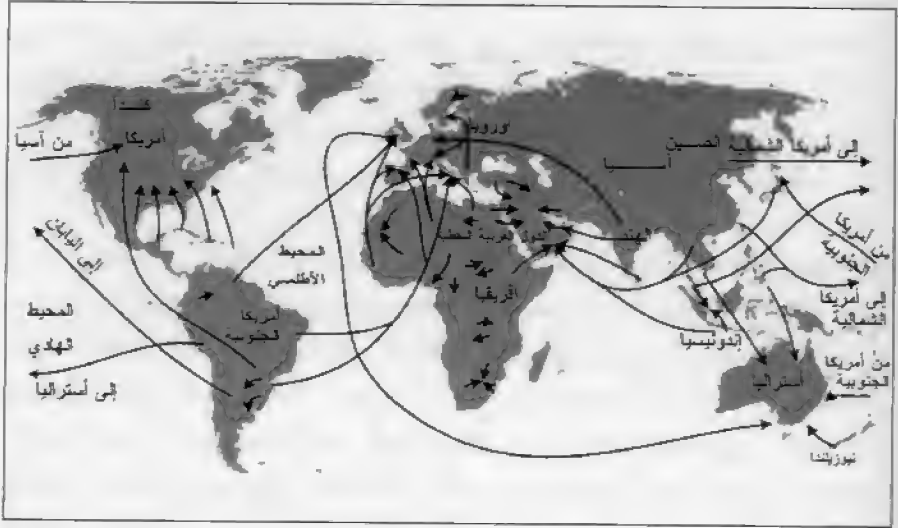 كندا
أمريكا
من آسيا
إلى اليابان
المحيط
الهادي
إلى أستراليا
المحيط
الأطلسي
أمريكا
الجنوبية
أوروبا
آسيا
الصين
إلى أمريكا الشمالية
الهند
الدول العربية
أفريقيا
من أمريكا
الجنوبية
إلى أمريكا
الشمالية
إندونيسيا
من أمريكا
الجنوبية
أستراليا
نيوزيلندا